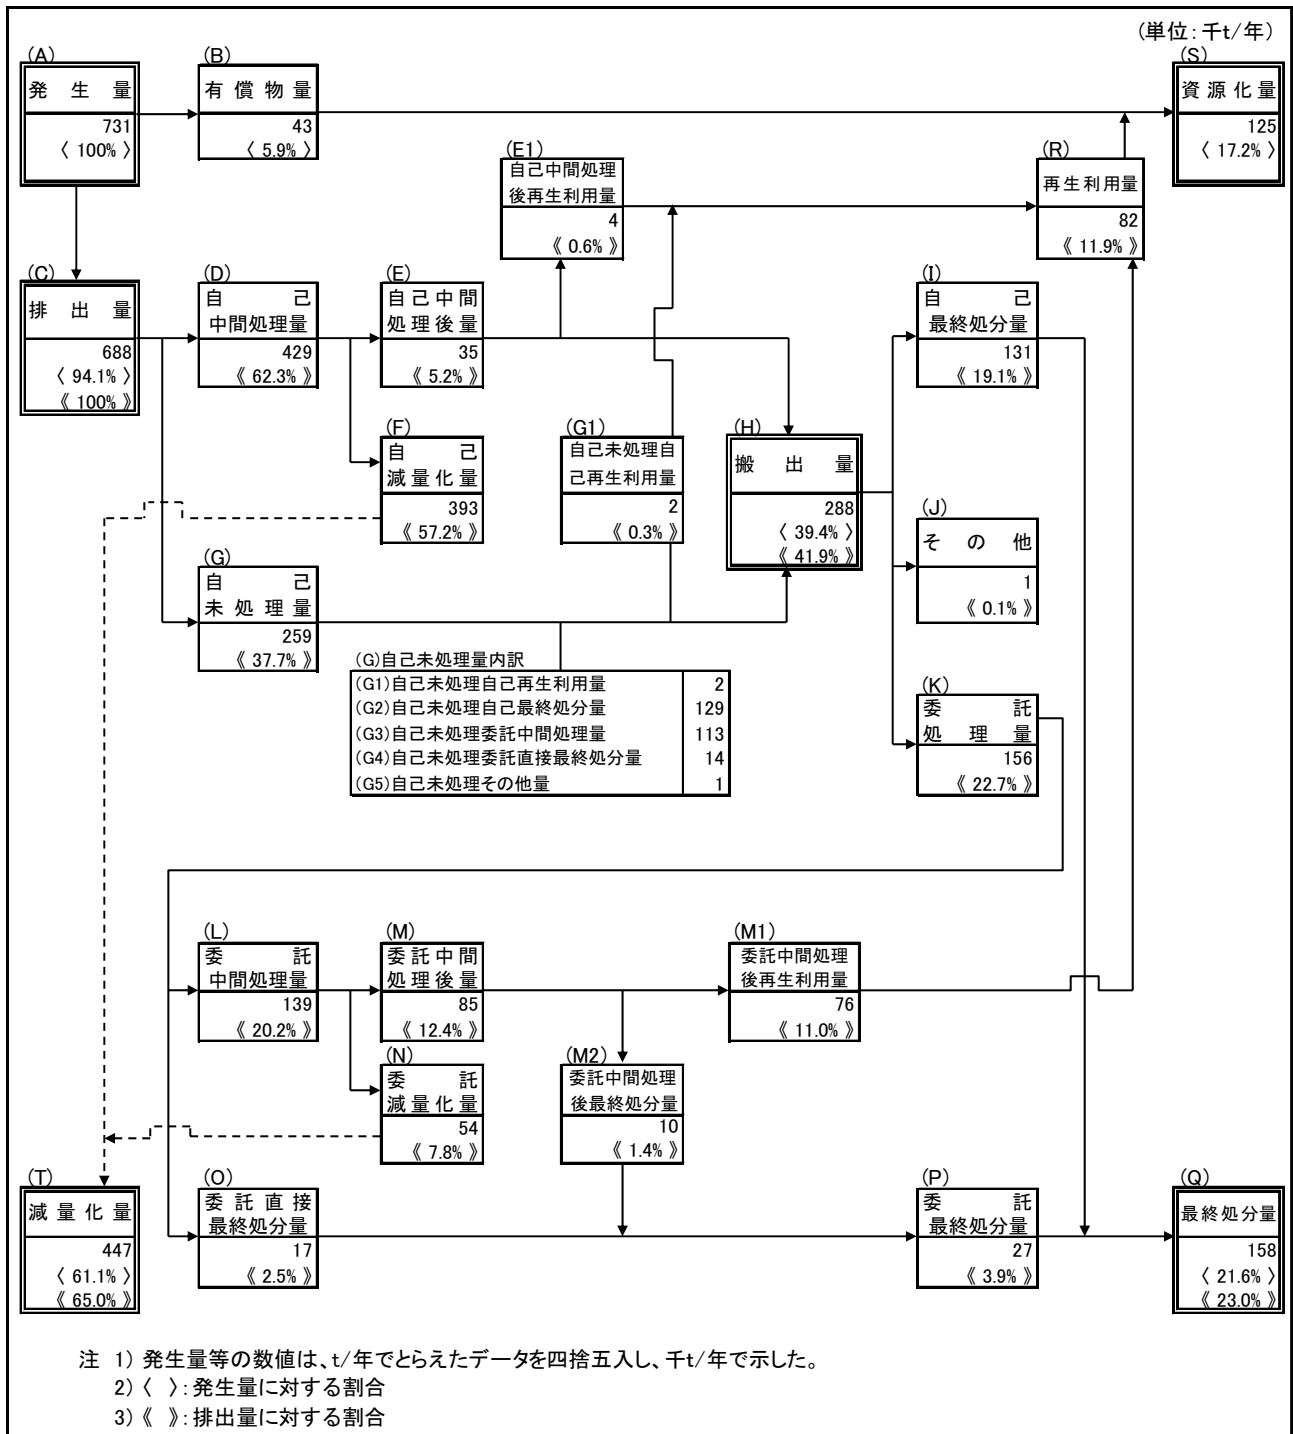 (単位：千t/年)
(A)
発生量
731
〈 100% 〉
(B)
有償物量
43
〈 5.9% 〉
(S)
資源化量
125
〈 17.2% 〉
(E1)
自己中間処理
後再生利用量
4
《 0.6% 》
(R)
再生利用量
82
《 11.9% 》
(C)
排出量
688
〈 94.1% 〉
《 100% 》
(D)
自己
中間処理量
429
《 62.3% 》
(E)
自己中間
処理後量
35
《 5.2% 》
(I)
自己
最終処分量
131
《 19.1% 》
(F)
自己
減量化量
393
《 57.2% 》
(G1)
自己未処理自
己再生利用量
2
《 0.3% 》
(H)
搬出量
288
〈 39.4% 〉
《 41.9% 》
(J)
その他
1
《 0.1% 》
(G)
自己
未処理量
259
《 37.7% 》
(G)自己未処理量内訳
(G1)自己未処理自己再生利用量 2
(G2)自己未処理自己最終処分量 129
(G3)自己未処理委託中間処理量 113
(G4)自己未処理委託直接最終処分量 14
(G5)自己未処理その他量 1
(K)
委託
処理量
156
《 22.7% 》
(L)
委託
中間処理量
139
《 20.2% 》
(M)
委託中間
処理後量
85
《 12.4% 》
(M1)
委託中間処理
後再生利用量
76
《 11.0% 》
(N)
委託
減量化量
54
《 7.8% 》
(M2)
委託中間処理
後最終処分量
10
《 1.4% 》
(T)
減量化量
447
〈 61.1% 〉
《 65.0% 》
(O)
委託直接
最終処分量
17
《 2.5% 》
(P)
委託
最終処分量
27
《 3.9% 》
(Q)
最終処分量
158
〈 21.6% 〉
《 23.0% 》
注 1) 発生量等の数値は、t/年でとらえたデータを四捨五入し、千t/年で示した。
2)〈 〉：発生量に対する割合
3)《 》：排出量に対する割合